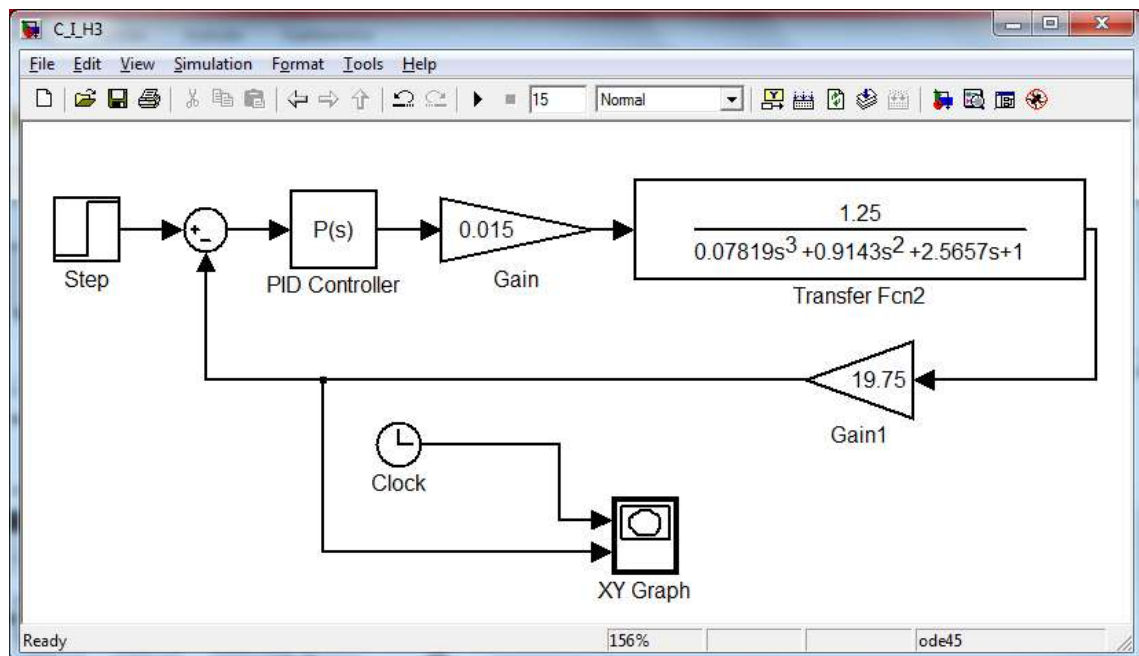 C_I_H3
File Edit View Simulation Format Tools Help
15 Normal
Step
+
−
P(s)
PID Controller
0.015
Gain
1.25
0.07819s³+0.9143s²+2.5657s+1
Transfer Fcn2
19.75
Gain1
Clock
XY Graph
Ready 156% ode45